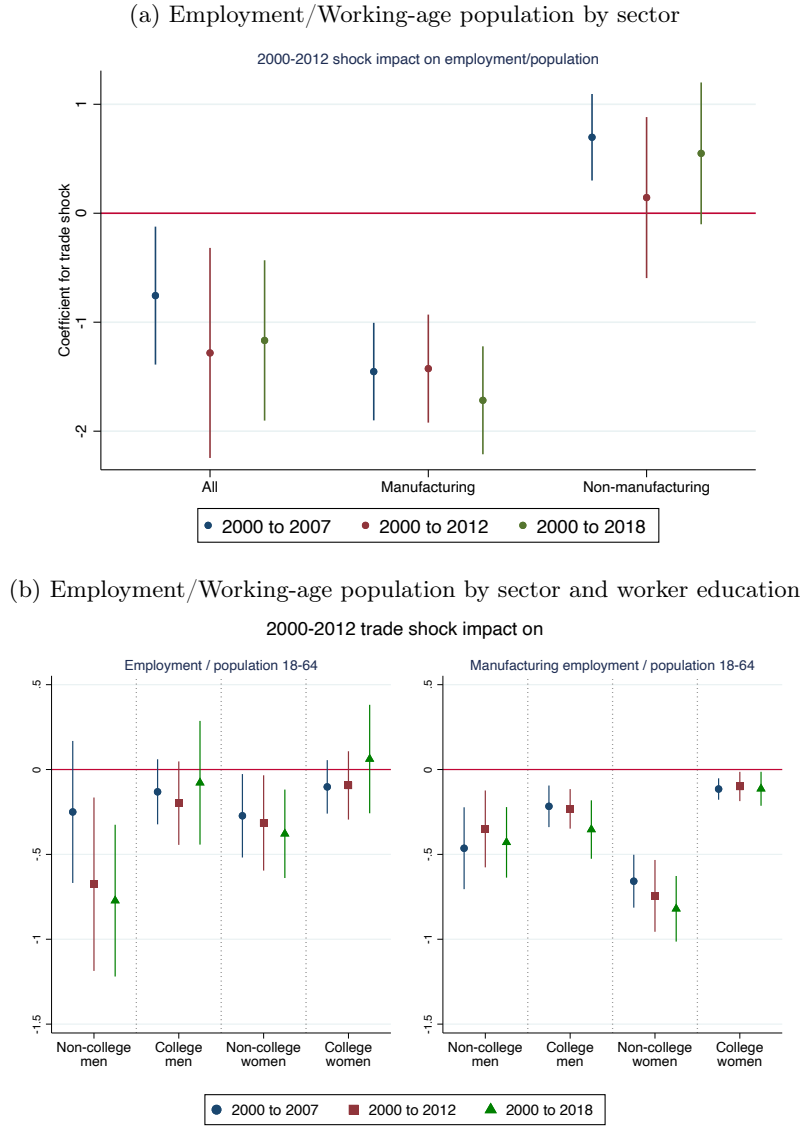 (a) Employment/Working-age population by sector
2000-2012 shock impact on employment/population
Coefficient for trade shock
1
0
-1
-2
All Manufacturing Non-manufacturing
2000 to 2007 2000 to 2012 2000 to 2018
(b) Employment/Working-age population by sector and worker education
2000-2012 trade shock impact on
Employment / population 18-64
.5
0
-.5
-1
-1.5
Non-college men
College men
Non-college women
College women
Manufacturing employment / population 18-64
.5
0
-.5
-1
-1.5
Non-college men
College men
Non-college women
College women
2000 to 2007 2000 to 2012 2000 to 2018